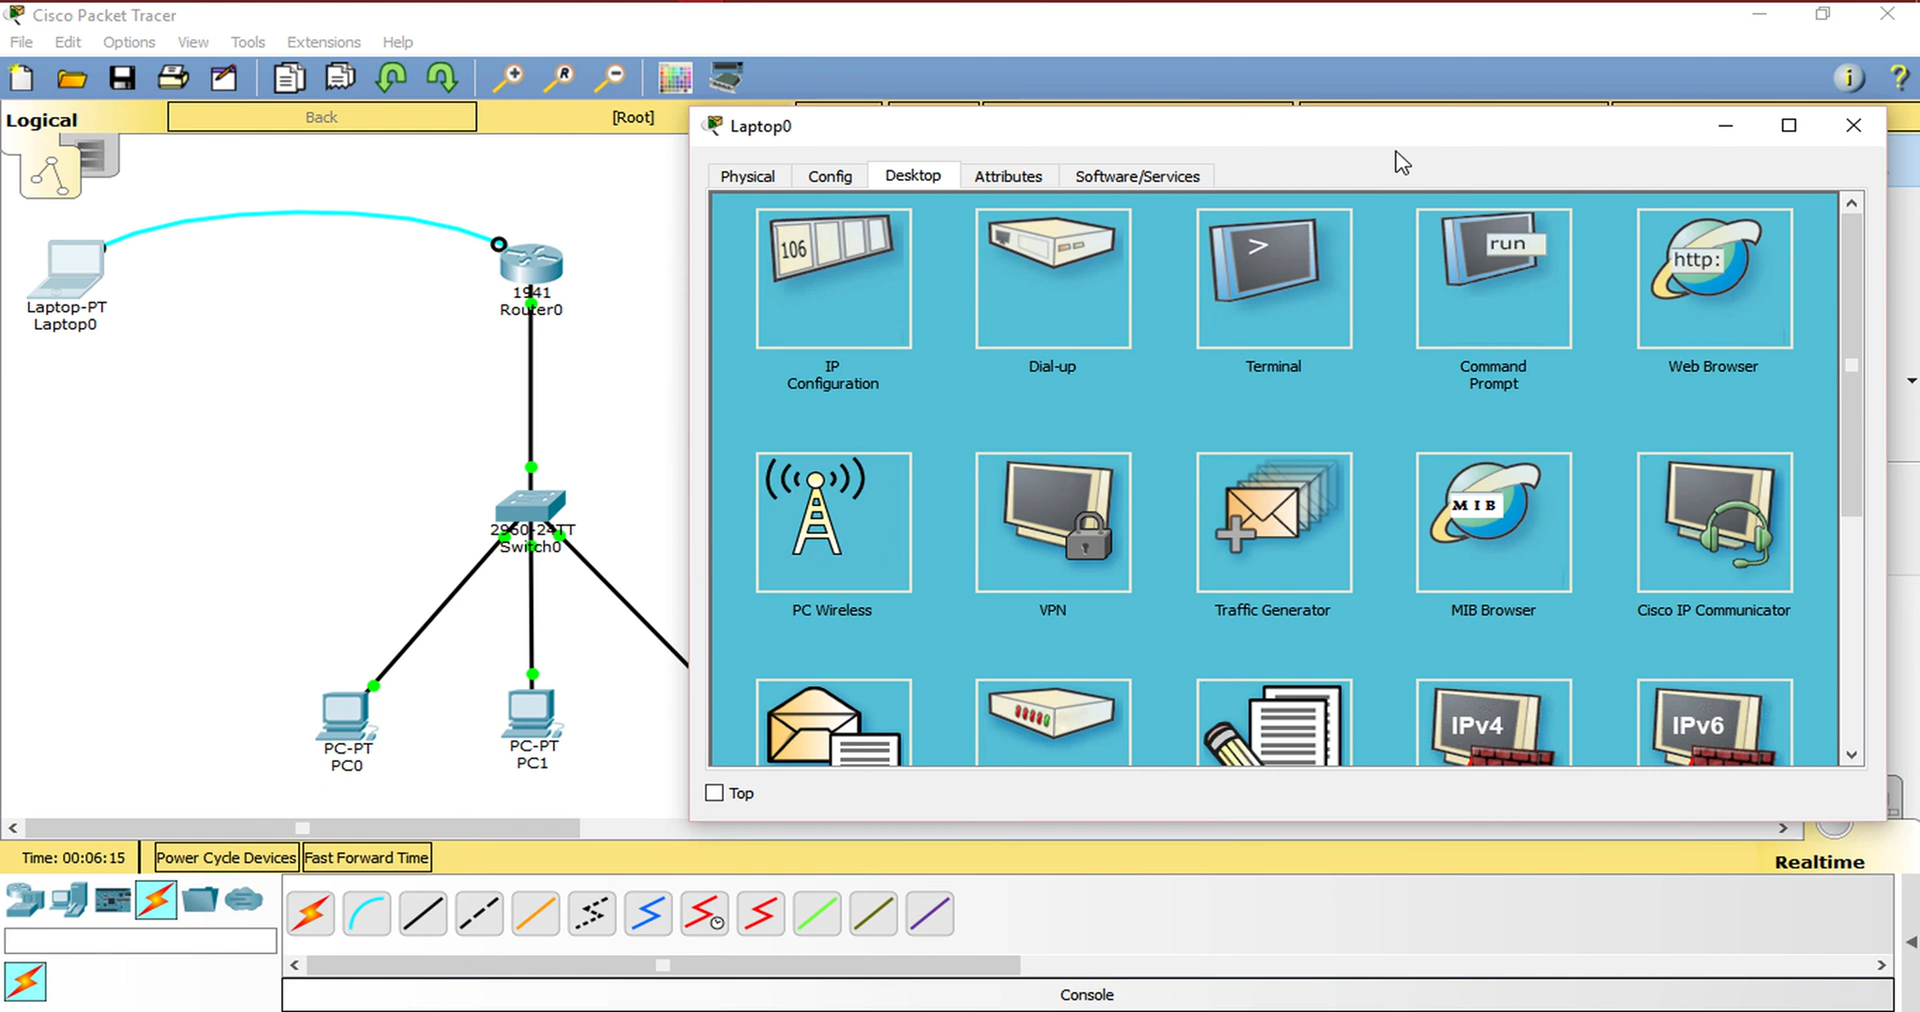 Cisco Packet Tracer
File Edit Options View Tools Extensions Help
Logical
Back
[Root]
Laptop0
Physical Config Desktop Attributes Software/Services
106
>
run
http:
IP
Configuration
Dial-up
Terminal
Command
Prompt
Web Browser
MIB
PC Wireless
VPN
Traffic Generator
MIB Browser
Cisco IP Communicator
IPv4
IPv6
Top
Laptop-PT
Laptop0
1941
Router0
2960-24TT
Switch0
PC-PT
PC0
PC-PT
PC1
Time: 00:06:15
Power Cycle Devices
Fast Forward Time
Realtime
Console